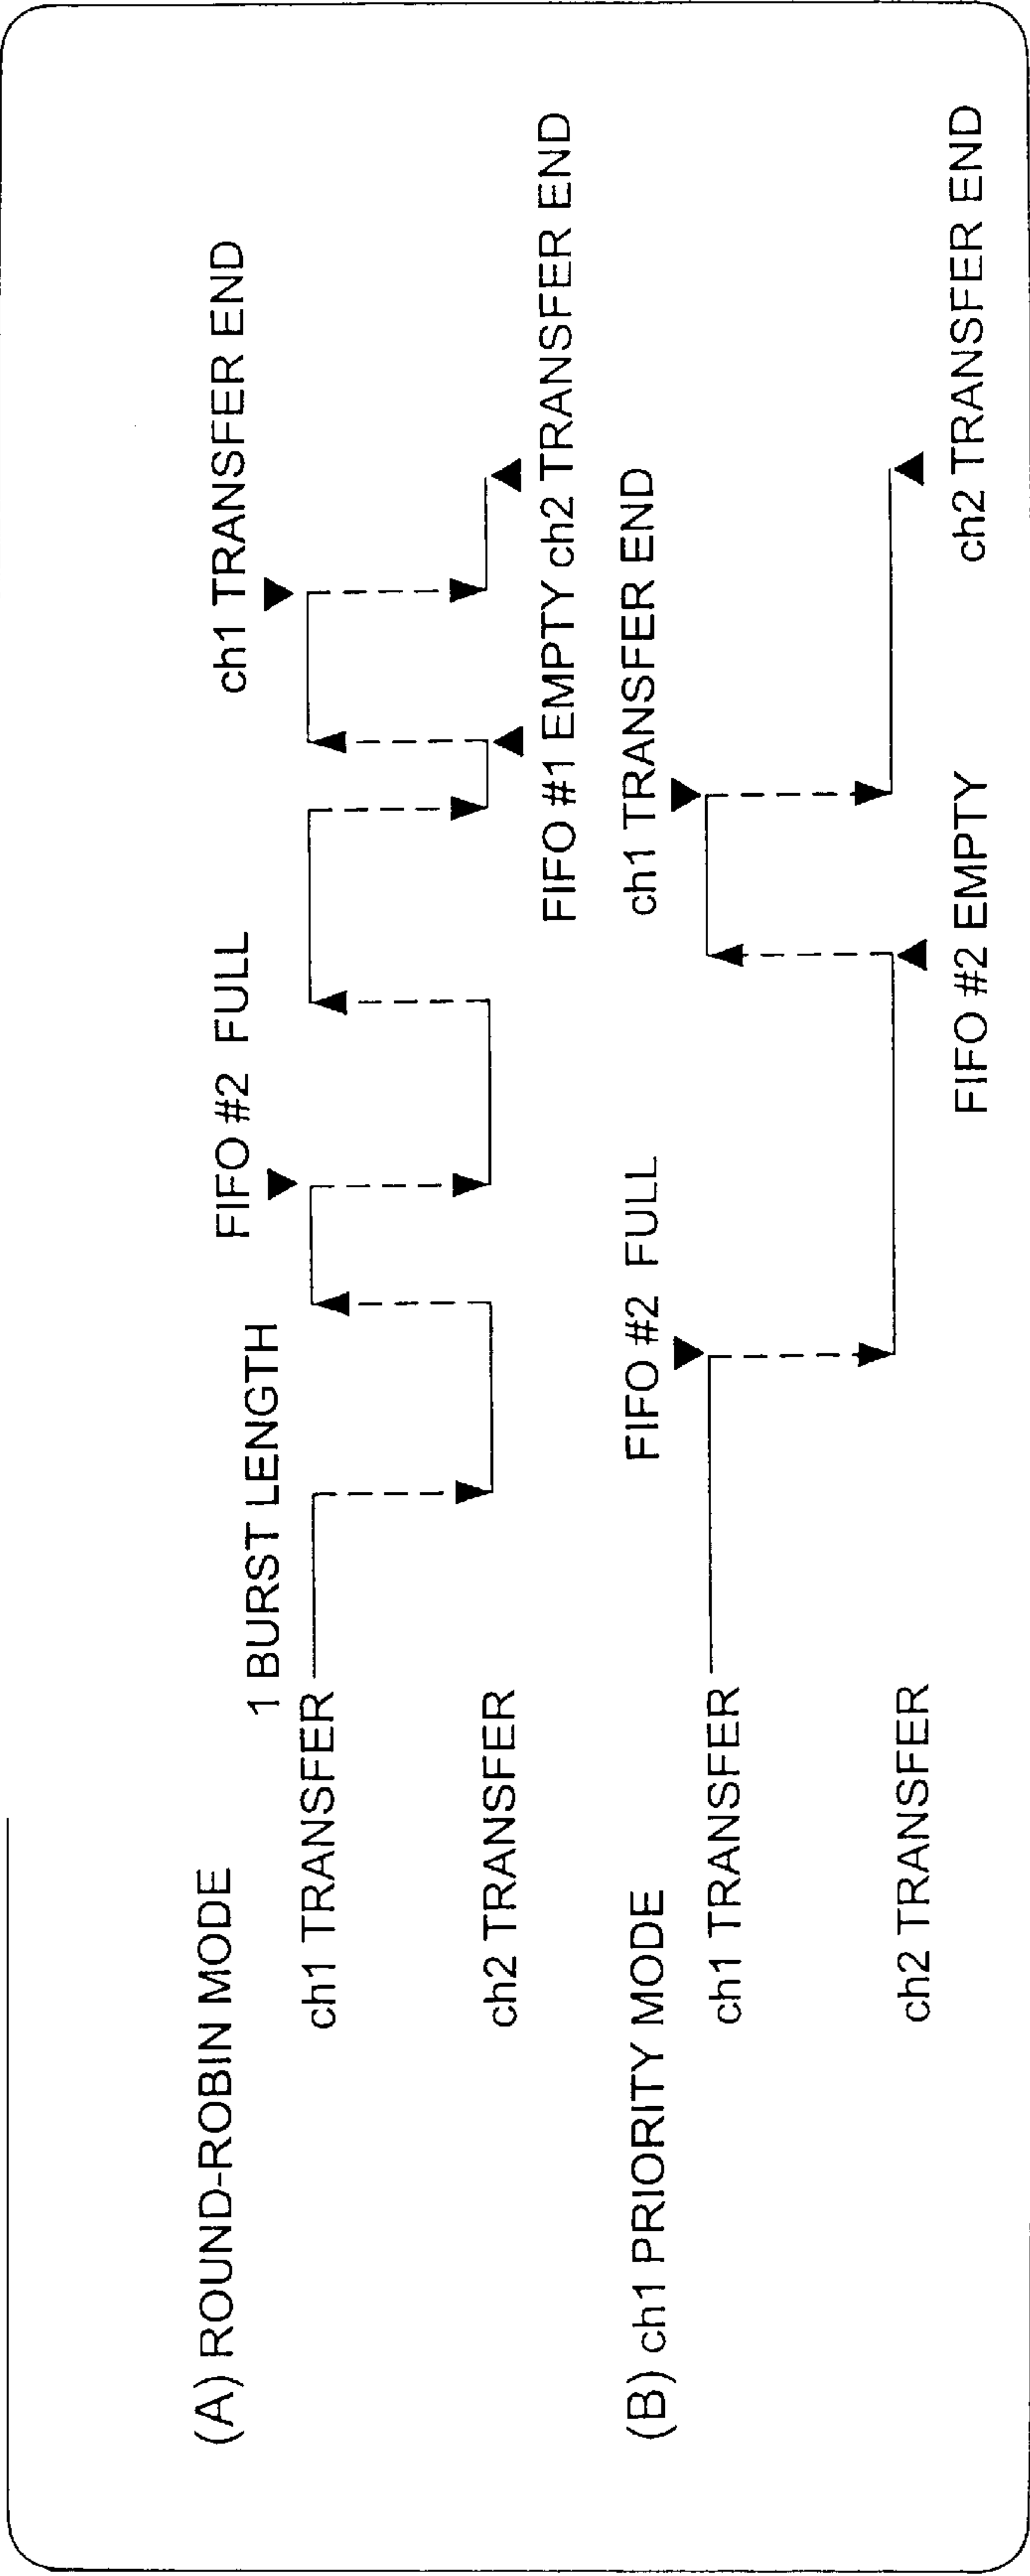 (A) ROUND-ROBIN MODE
1 BURST LENGTH
FIFO #2 FULL
ch1 TRANSFER END
ch1 TRANSFER
ch2 TRANSFER
FIFO #1 EMPTY ch2 TRANSFER END
(B) ch1 PRIORITY MODE
FIFO #2 FULL
ch1 TRANSFER END
ch1 TRANSFER
ch2 TRANSFER
FIFO #2 EMPTY
ch2 TRANSFER END